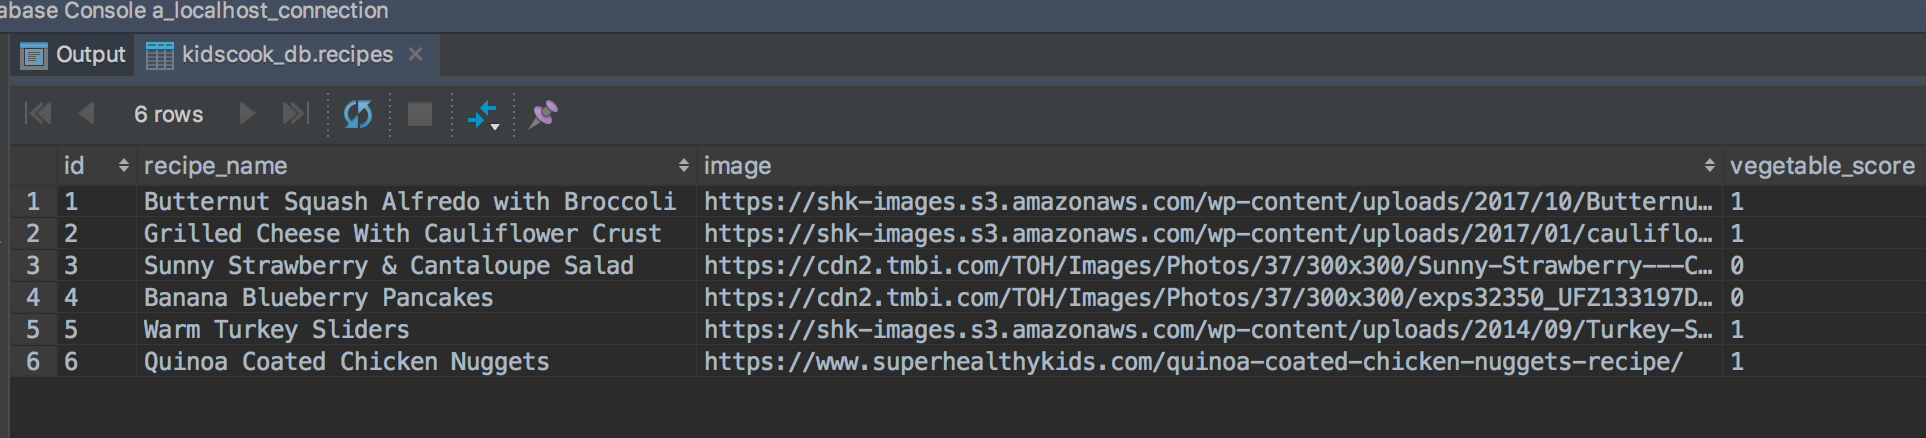 abase Console a_localhost_connection
Output kidscook_db.recipes ×
6 rows
id recipe_name image vegetable_score
1 1 Butternut Squash Alfredo with Broccoli https://shk-images.s3.amazonaws.com/wp-content/uploads/2017/10/Butternu… 1
2 2 Grilled Cheese With Cauliflower Crust https://shk-images.s3.amazonaws.com/wp-content/uploads/2017/01/cauliflo… 1
3 3 Sunny Strawberry & Cantaloupe Salad https://cdn2.tmbi.com/TOH/Images/Photos/37/300x300/Sunny-Strawberry---C… 0
4 4 Banana Blueberry Pancakes https://cdn2.tmbi.com/TOH/Images/Photos/37/300x300/exps32350_UFZ133197D… 0
5 5 Warm Turkey Sliders https://shk-images.s3.amazonaws.com/wp-content/uploads/2014/09/Turkey-S… 1
6 6 Quinoa Coated Chicken Nuggets https://www.superhealthykids.com/quinoa-coated-chicken-nuggets-recipe/ 1